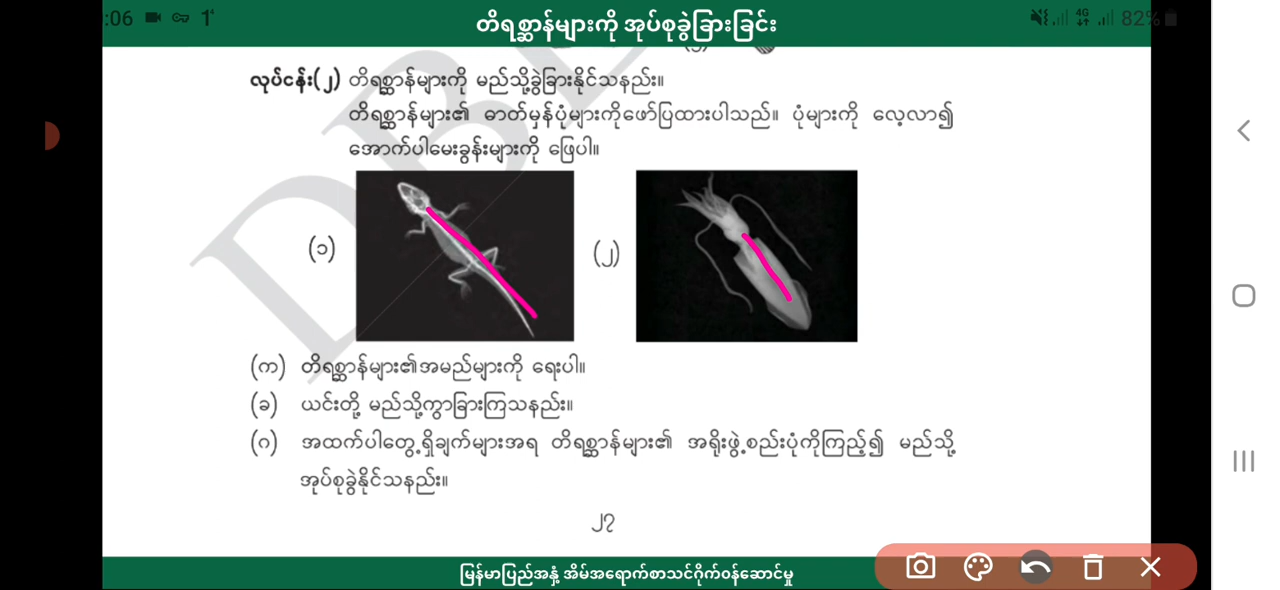 :06
4G 82%
တိရစ္ဆာန်များကို အုပ်စုခွဲခြားခြင်း
လုပ်ငန်း(၂) တိရစ္ဆာန်များကို မည်သို့ခွဲခြားနိုင်သနည်း။
တိရစ္ဆာန်များ၏ ဓာတ်မှန်ပုံများကိုဖော်ပြထားပါသည်။ ပုံများကို လေ့လာ၍
အောက်ပါမေးခွန်းများကို ဖြေပါ။
(၁) (၂)
(က) တိရစ္ဆာန်များ၏အမည်များကို ရေးပါ။
(ခ) ယင်းတို့ မည်သို့ကွာခြားကြသနည်း။
(ဂ) အထက်ပါတွေ့ရှိချက်များအရ တိရစ္ဆာန်များ၏ အရိုးဖွဲ့စည်းပုံကိုကြည့်၍ မည်သို့
အုပ်စုခွဲနိုင်သနည်း။
၂၇
မြန်မာပြည်အနှံ့ အိမ်အရောက်စာသင်ဂိုက်ဝန်ဆောင်မှု